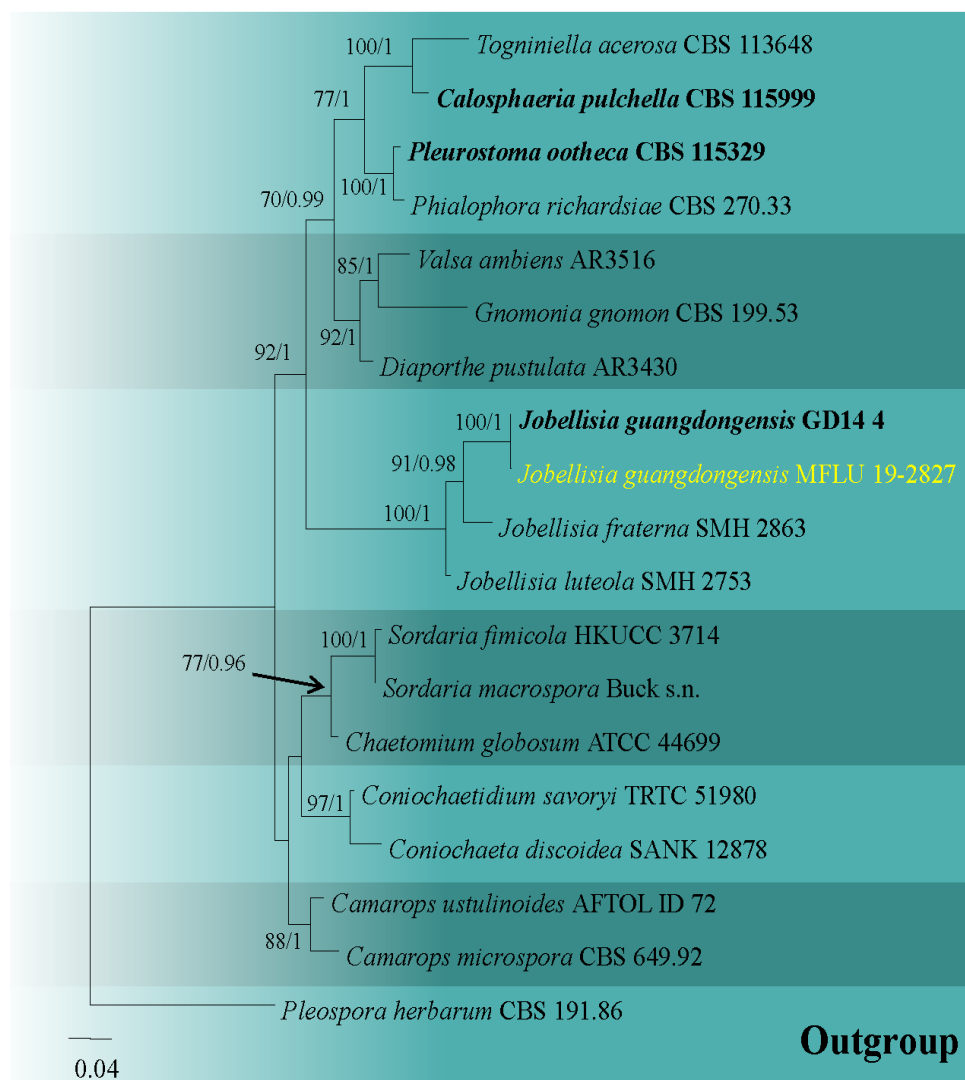 100/1
Togniniella acerosa CBS 113648
77/1
Calosphaeria pulchella CBS 115999
Pleurostoma ootheca CBS 115329
100/1
70/0.99
Phialophora richardsiae CBS 270.33
85/1
Valsa ambiens AR3516
Gnomonia gnomon CBS 199.53
92/1
92/1
Diaporthe pustulata AR3430
100/1
Jobellisia guangdongensis GD14 4
91/0.98
Jobellisia guangdongensis MFLU 19-2827
100/1
Jobellisia fraterna SMH 2863
Jobellisia luteola SMH 2753
100/1
Sordaria fimicola HKUCC 3714
77/0.96
Sordaria macrospora Buck s.n.
Chaetomium globosum ATCC 44699
97/1
Coniochaetidium savoryi TRTC 51980
Coniochaeta discoidea SANK 12878
Camarops ustulinoides AFTOL ID 72
88/1
Camarops microspora CBS 649.92
Pleospora herbarum CBS 191.86
Outgroup
0.04